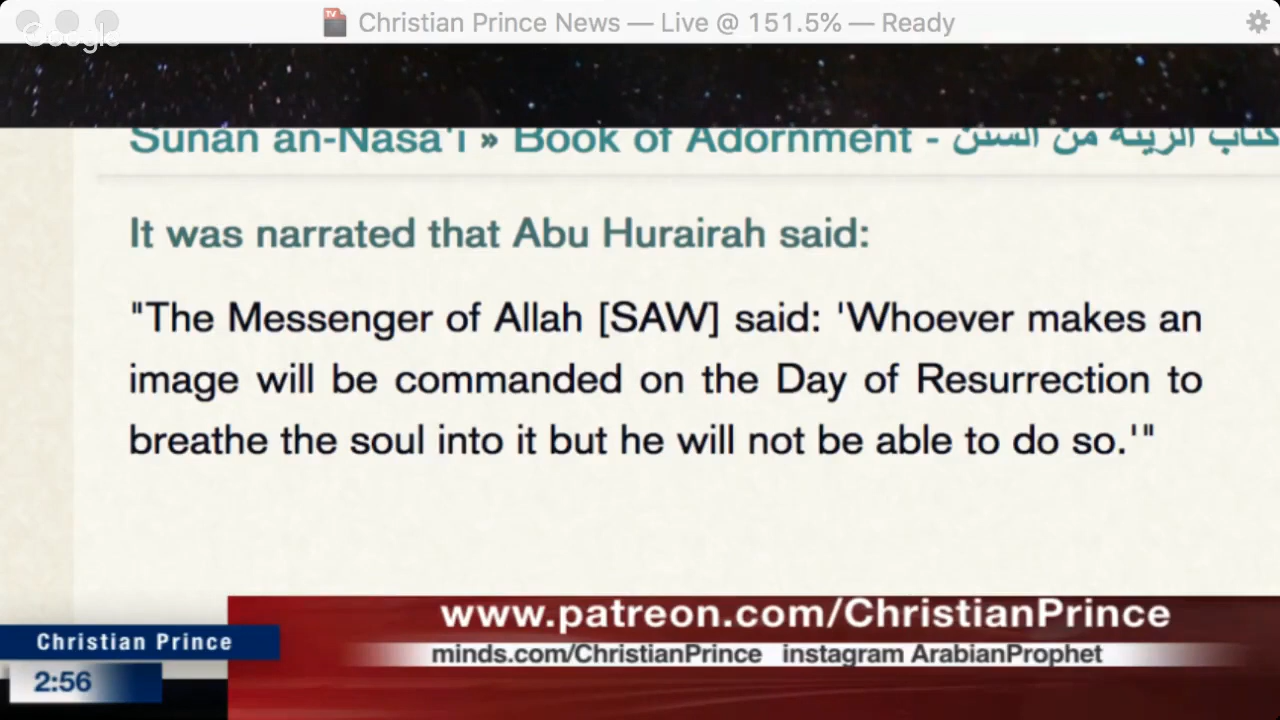 Google
TV
Christian Prince News — Live @ 151.5% — Ready
Sunan an-Nasa'i » Book of Adornment - كتاب الزينة من السنن
It was narrated that Abu Hurairah said:
"The Messenger of Allah [SAW] said: 'Whoever makes an
image will be commanded on the Day of Resurrection to
breathe the soul into it but he will not be able to do so.'"
www.patreon.com/ChristianPrince
Christian Prince
minds.com/ChristianPrince instagram ArabianProphet
2:56